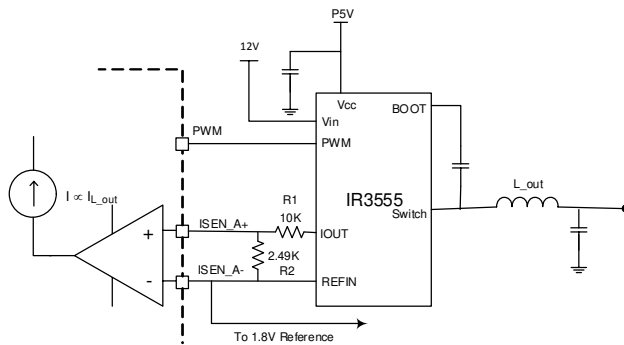 P5V
12V
Vcc
BOOT
Vin
PWM
PWM
I ∝ I L_out
R1
IR3555
L_out
Switch
+
ISEN_A+
10K
IOUT
2.49K
-
ISEN_A-
R2
REFIN
To 1.8V Reference